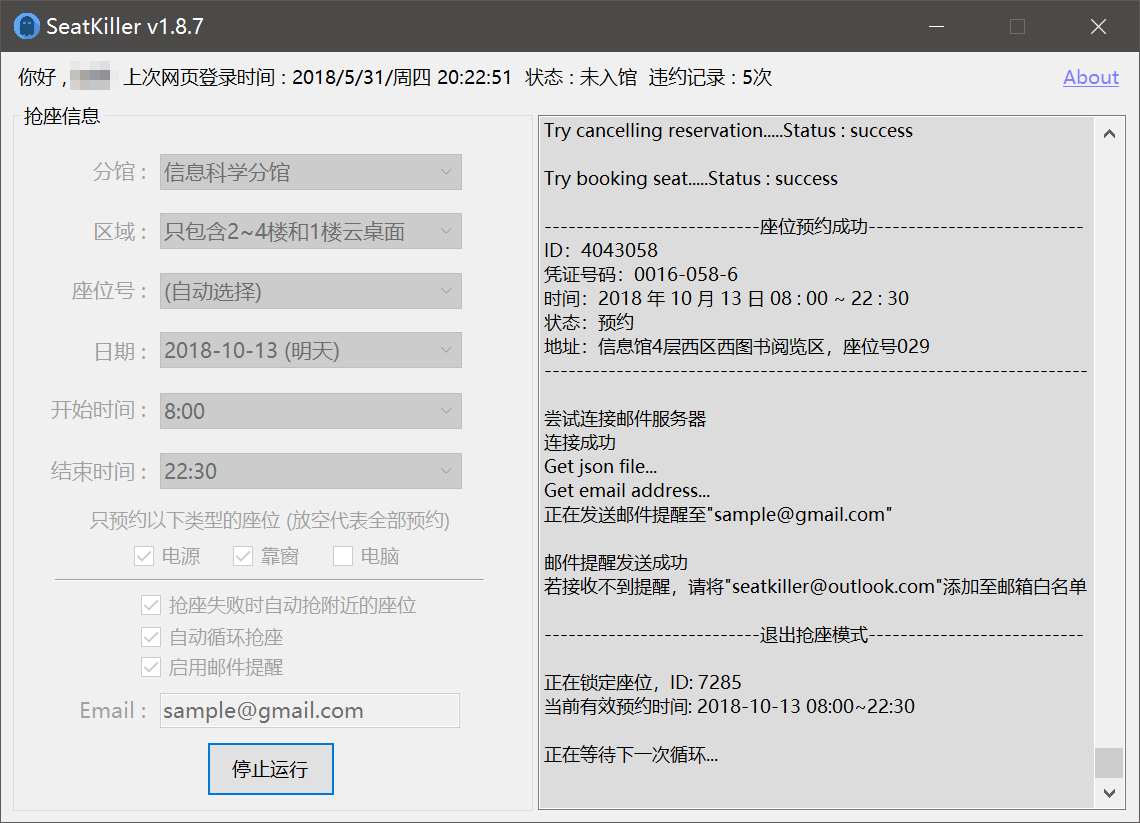 SeatKiller v1.8.7
你好 , 上次网页登录时间 : 2018/5/31/周四 20:22:51 状态 : 未入馆 违约记录 : 5次 About
抢座信息
分馆 : 信息科学分馆
区域 : 只包含2~4楼和1楼云桌面
座位号 : (自动选择)
日期 : 2018-10-13 (明天)
开始时间 : 8:00
结束时间 : 22:30
只预约以下类型的座位 (放空代表全部预约)
电源 靠窗 电脑
抢座失败时自动抢附近的座位
自动循环抢座
启用邮件提醒
Email : sample@gmail.com
停止运行
Try cancelling reservation.....Status : success
Try booking seat.....Status : success
---------------------------座位预约成功---------------------------
ID：4043058
凭证号码：0016-058-6
时间：2018 年 10 月 13 日 08 : 00 ~ 22 : 30
状态：预约
地址：信息馆4层西区西图书阅览区，座位号029
--------------------------------------------------------------------
尝试连接邮件服务器
连接成功
Get json file...
Get email address...
正在发送邮件提醒至"sample@gmail.com"
邮件提醒发送成功
若接收不到提醒，请将"seatkiller@outlook.com"添加至邮箱白名单
---------------------------退出抢座模式---------------------------
正在锁定座位，ID: 7285
当前有效预约时间: 2018-10-13 08:00~22:30
正在等待下一次循环...